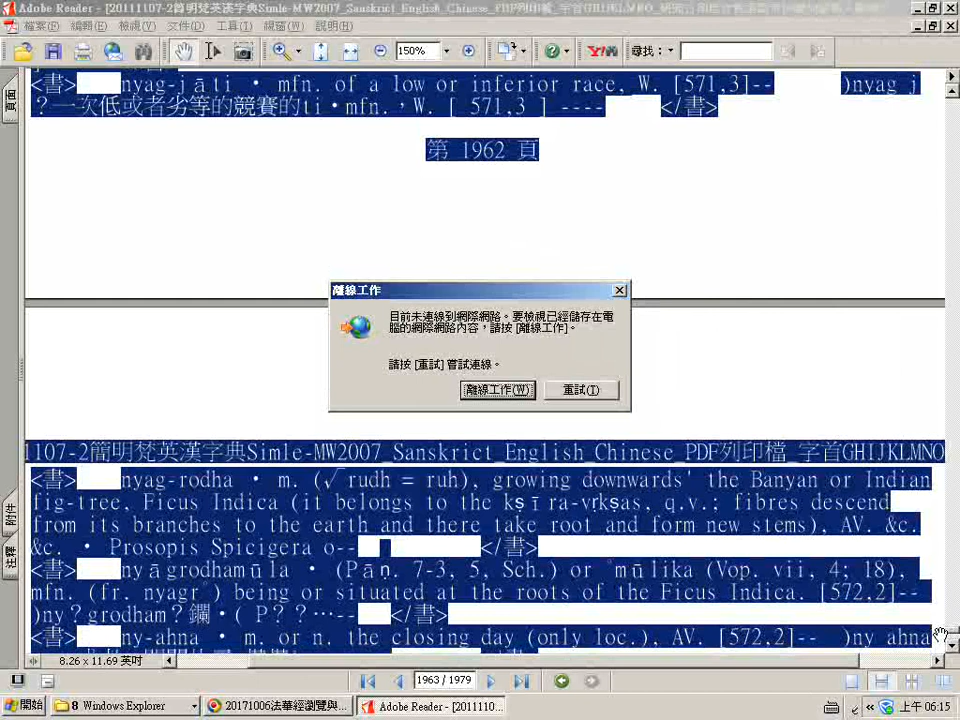 Adobe Reader - [20111107-2簡明梵英漢字典Simle-MW2007_Sanskrit_English_Chinese_PDF列印檔_字首GHIJKLMNO
檔案(F) 編輯(E) 檢視(V) 文件(D) 工具(T) 視窗(W) 說明(H)
150% 尋找：
頁面
<書> nyag-jāti ‧ mfn. of a low or inferior race, W. [571,3]-- )nyag j
？一次低或者劣等的競賽的ti‧mfn.，W. [ 571,3 ] ---- </書>
第 1962 頁
離線工作
目前未連線到網際網路。要檢視已經儲存在電
腦的網際網路內容，請按 [離線工作]。
請按 [重試] 嘗試連線。
離線工作(W) 重試(T)
1107-2簡明梵英漢字典Simle-MW2007_Sanskrit_English_Chinese_PDF列印檔_字首GHIJKLMNO
<書> nyag-rodha ‧ m. (√ rudh = ruh), growing downwards' the Banyan or Indian
fig-tree, Ficus Indica (it belongs to the kṣīra-vṛkṣas, q.v.; fibres descend
from its branches to the earth and there take root and form new stems), AV. &c.
&c. ‧ Prosopis Spicigera o-- </書>
<書> nyāgrodhamūla ‧ (Pāṇ. 7-3, 5, Sch.) or °mūlika (Vop. vii, 4; 18),
mfn. (fr. nyagr°) being or situated at the roots of the Ficus Indica. [572,2]--
)ny？grodham？鑭‧( P？？…-- </書>
<書> ny-ahna ‧ m. or n. the closing day (only loc.), AV. [572,2]-- )ny ahna
附件
注釋
8.26 x 11.69 英吋
1963 / 1979
開始 8 Windows Explorer 20171006法華經瀏覽與... Adobe Reader - [2011110... 上午 06:15